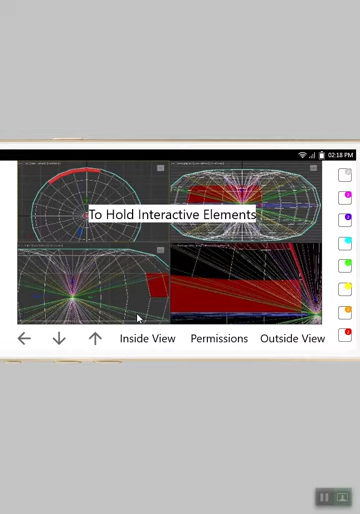 02:18 PM
To Hold Interactive Elements
Inside View
Permissions
Outside View